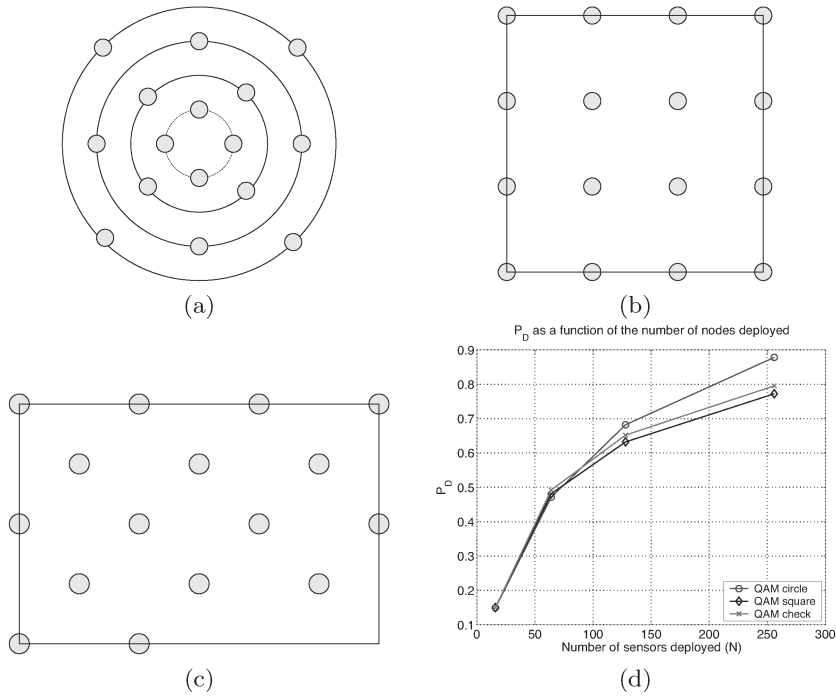 (a)
(b)
(c)
P_D as a function of the number of nodes deployed
0.9
0.8
0.7
0.6
0.5
0.4
0.3
0.2
0.1
P_D
0 50 100 150 200 250 300
Number of sensors deployed (N)
QAM circle
QAM square
QAM check
(d)